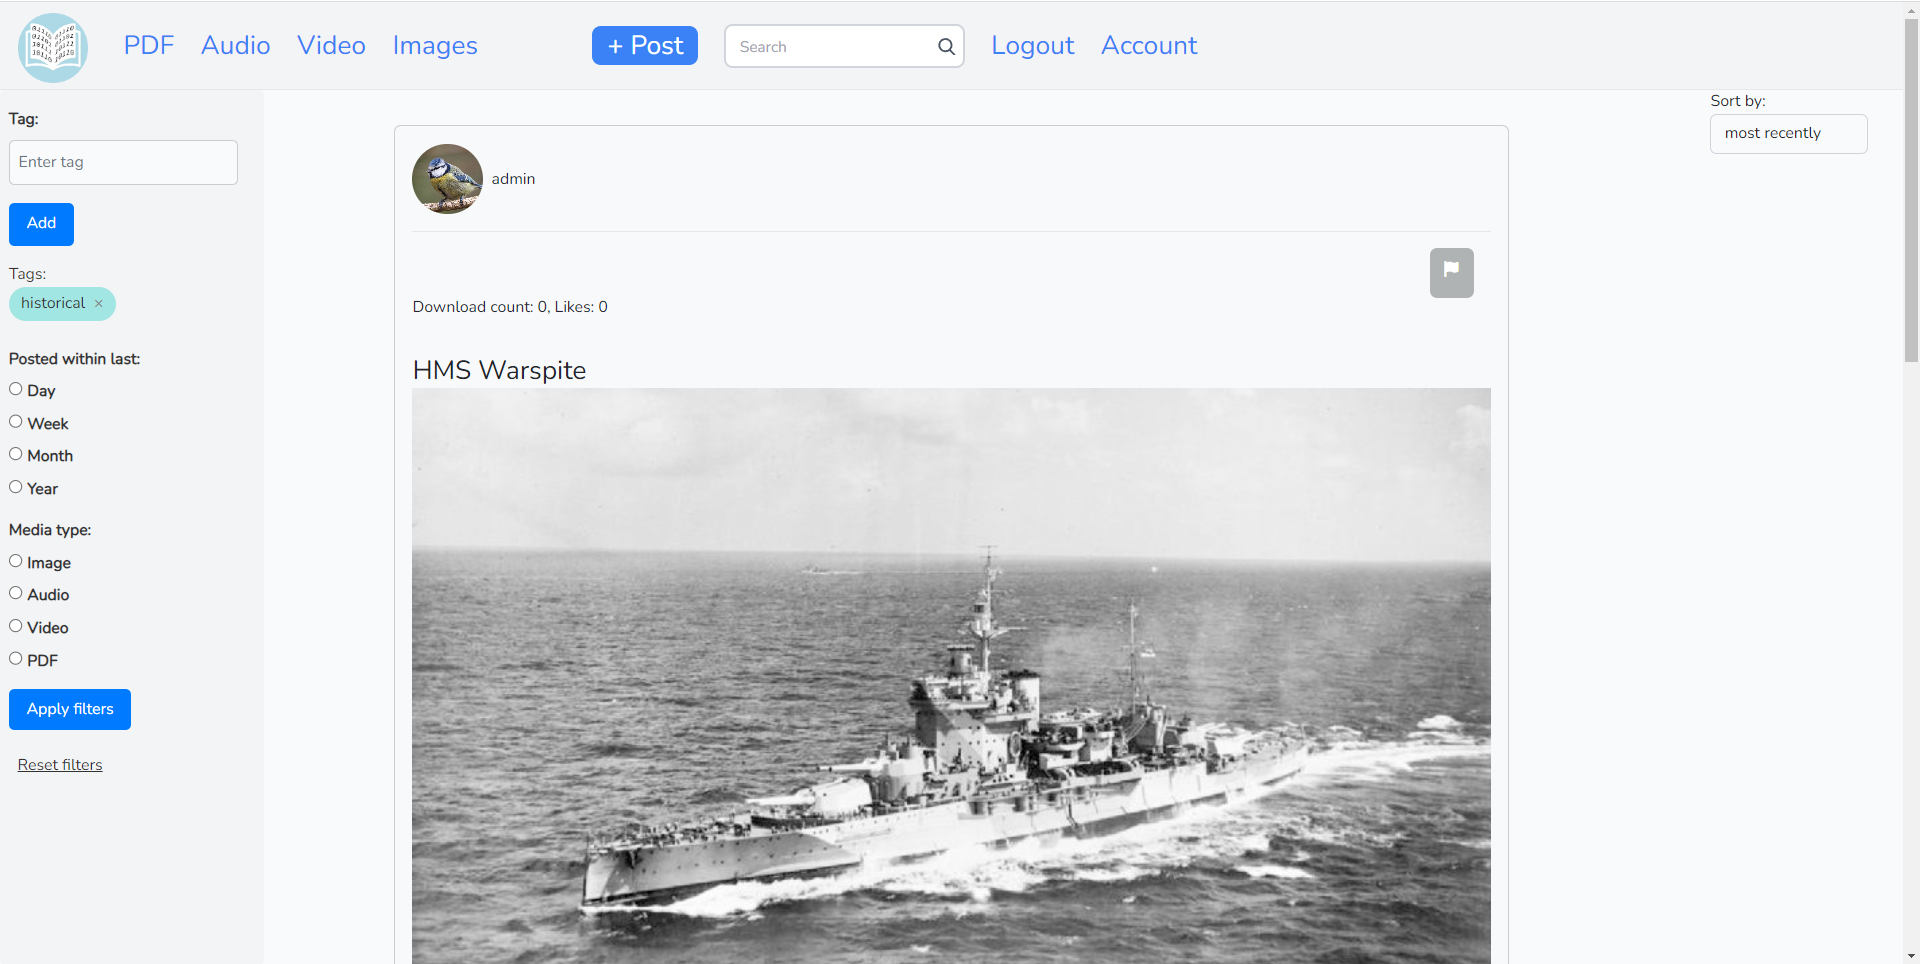 PDF Audio Video Images + Post Search Logout Account
Tag:
Enter tag
Add
Tags:
historical ×
Posted within last:
Day
Week
Month
Year
Media type:
Image
Audio
Video
PDF
Apply filters
Reset filters
admin
Download count: 0, Likes: 0
HMS Warspite
Sort by:
most recently